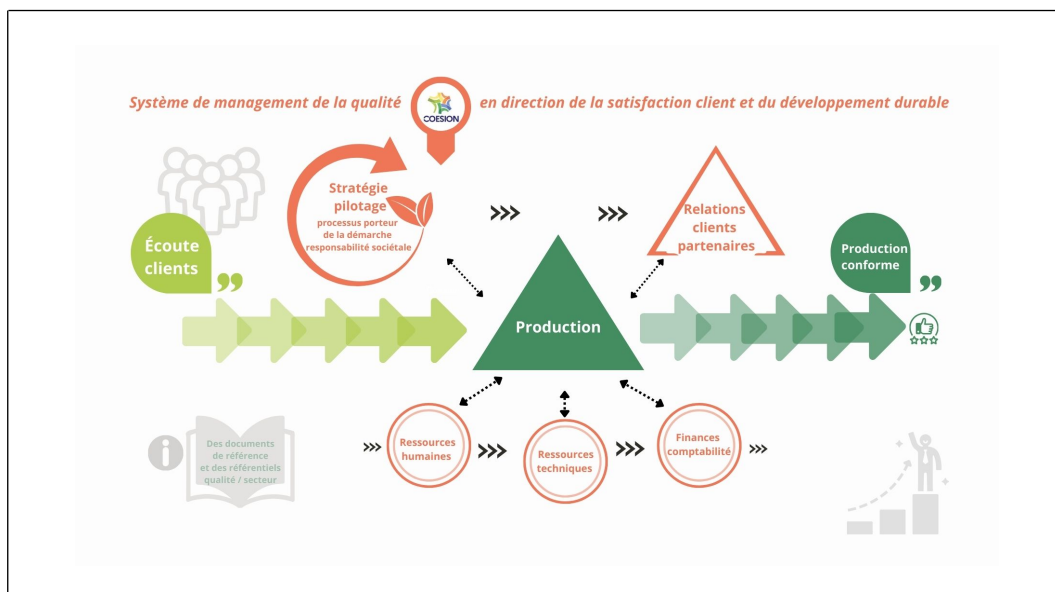 Système de management de la qualité
COESION
en direction de la satisfaction client et du développement durable
Stratégie
pilotage
processus porteur
de la démarche
responsabilité sociétale
Relations
clients
partenaires
Écoute
clients
Production
conforme
Production
Des documents
de référence
et des référentiels
qualité / secteur
Ressources
humaines
Ressources
techniques
Finances
comptabilité